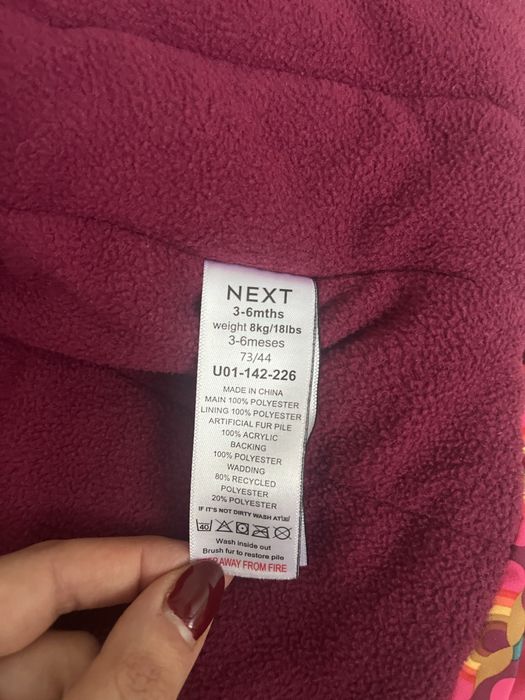 NEXT
3-6mths
weight 8kg/18lbs
3-6meses
73/44
U01-142-226
MADE IN CHINA
MAIN 100% POLYESTER
LINING 100% POLYESTER
ARTIFICIAL FUR PILE
100% ACRYLIC
BACKING
100% POLYESTER
WADDING
80% RECYCLED
POLYESTER
20% POLYESTER
IF IT'S NOT DIRTY WASH AT
40
Wash inside out
Brush fur to restore pile
AWAY FROM FIRE